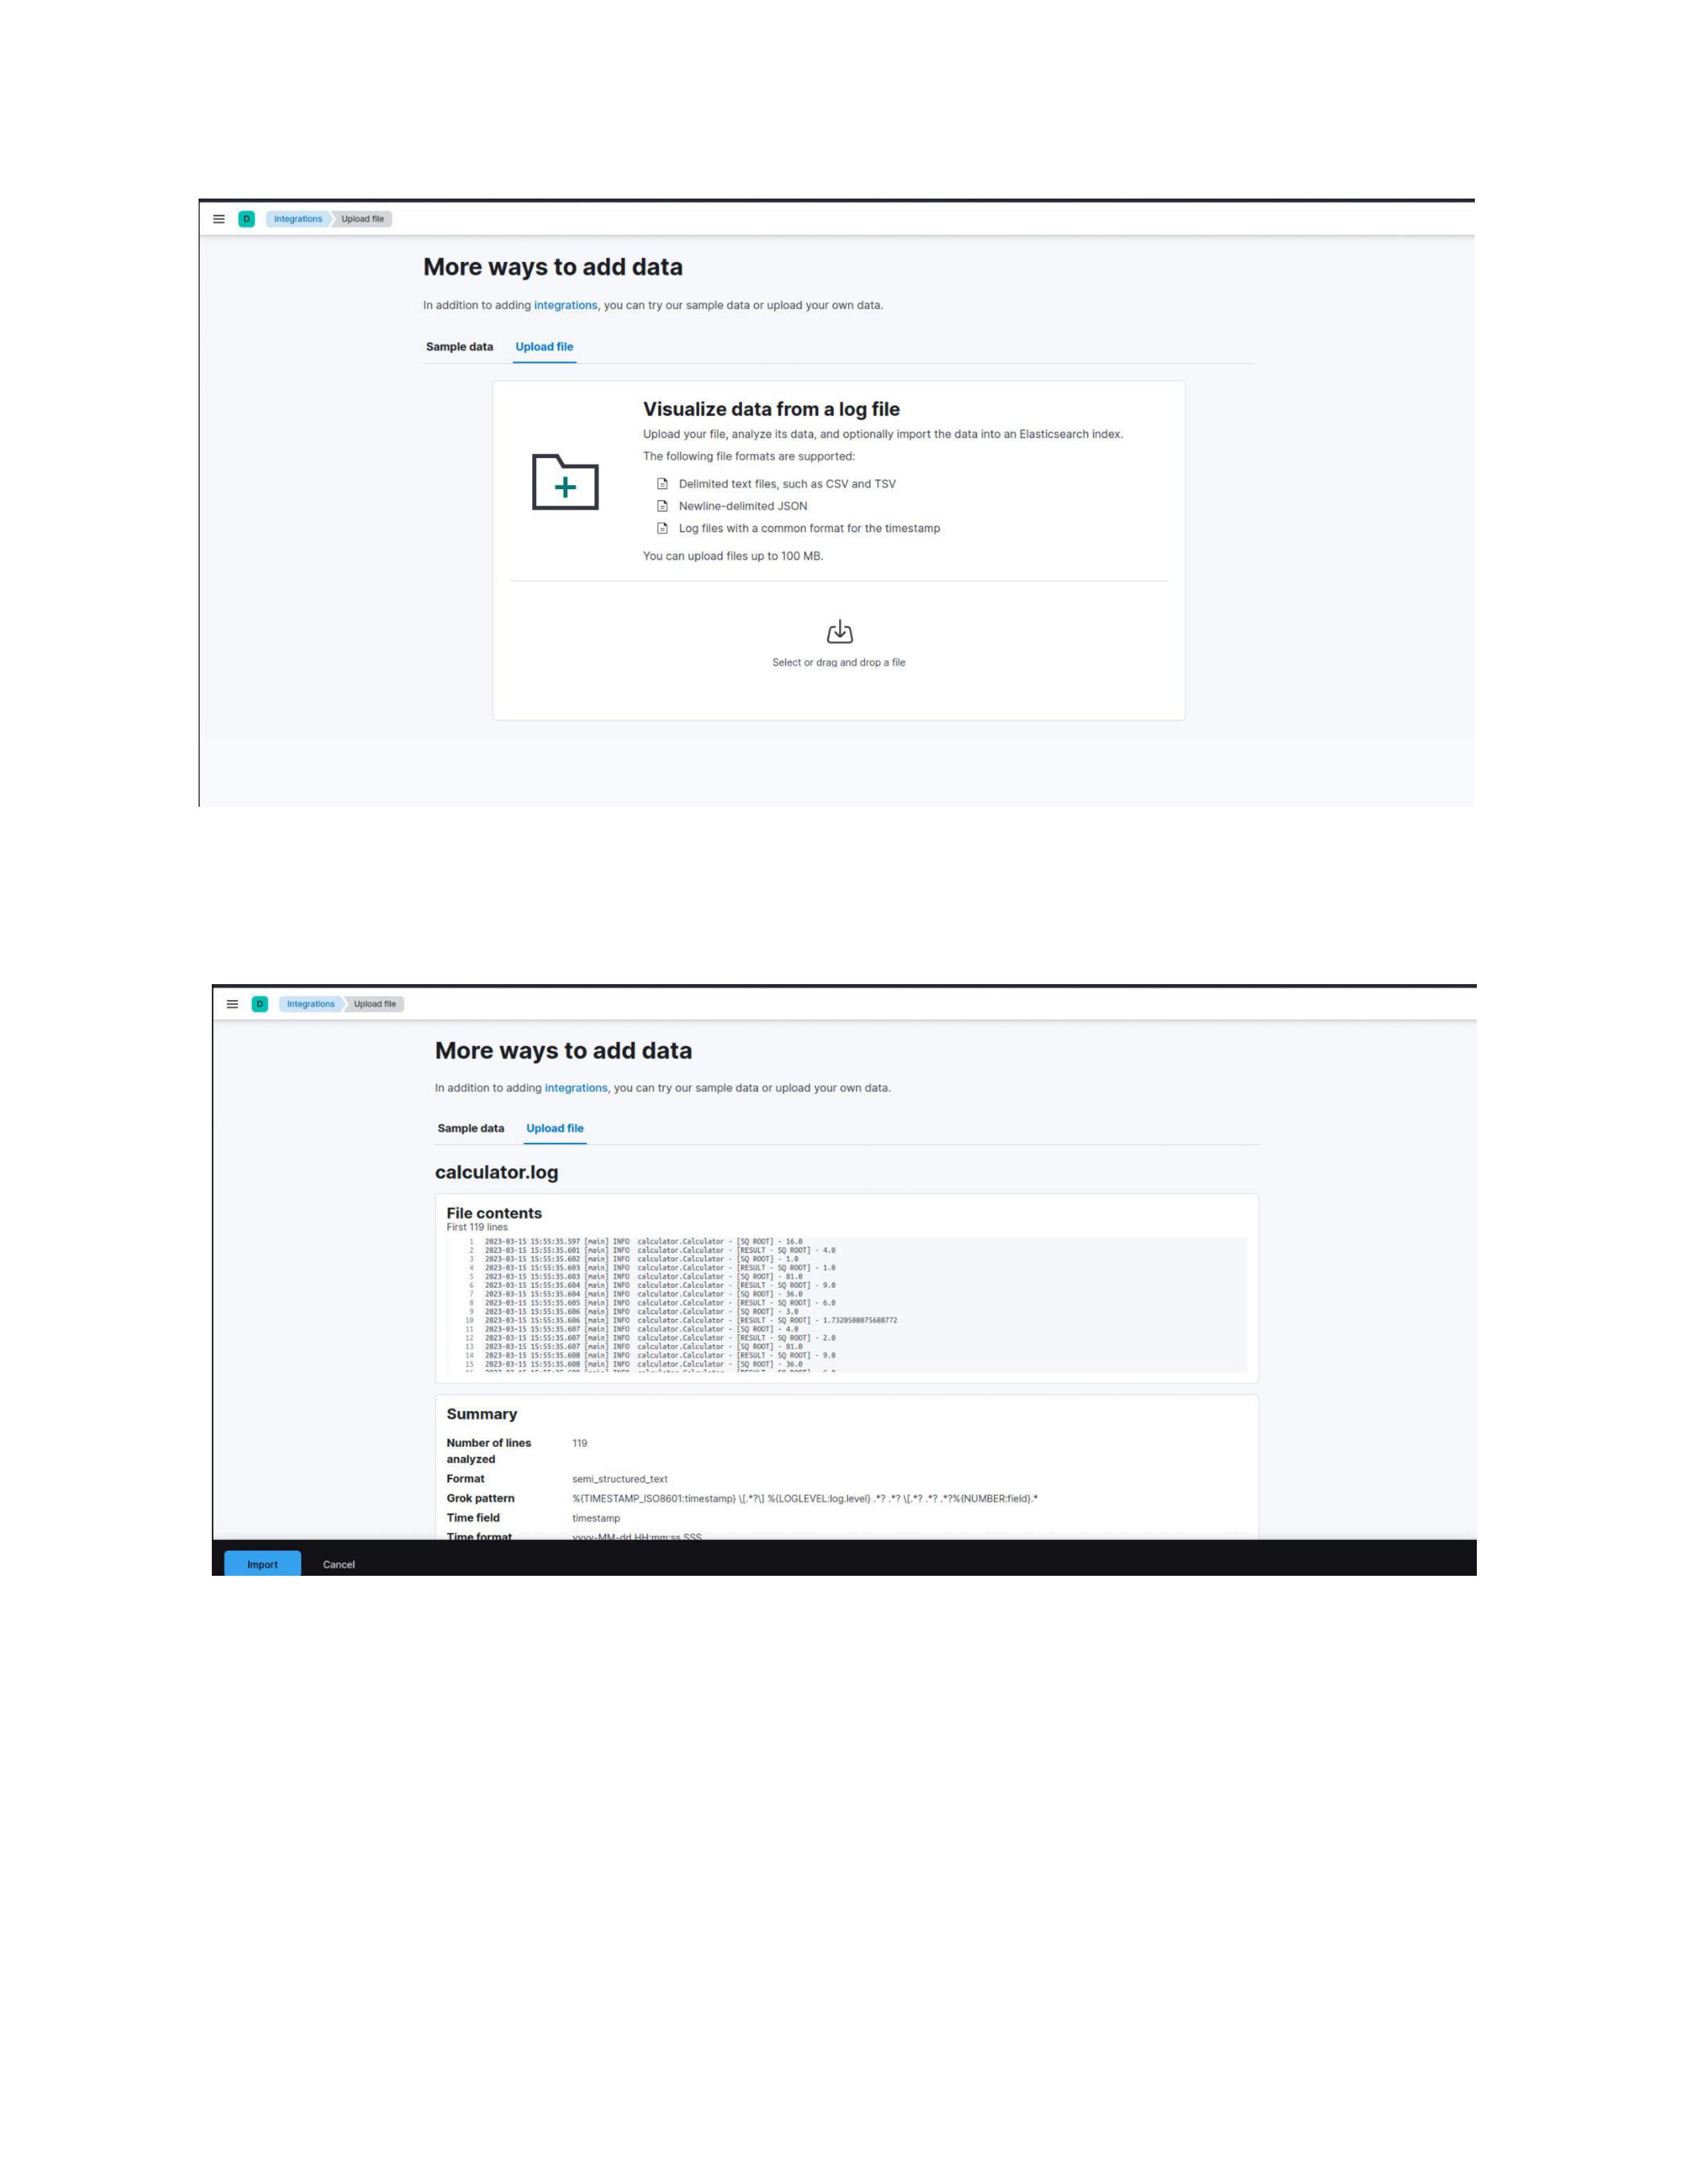 D Integrations Upload file
More ways to add data
In addition to adding integrations, you can try our sample data or upload your own data.
Sample data Upload file
Visualize data from a log file
Upload your file, analyze its data, and optionally import the data into an Elasticsearch index.
The following file formats are supported:
Delimited text files, such as CSV and TSV
Newline-delimited JSON
Log files with a common format for the timestamp
You can upload files up to 100 MB.
Select or drag and drop a file
D Integrations Upload file
More ways to add data
In addition to adding integrations, you can try our sample data or upload your own data.
Sample data Upload file
calculator.log
File contents
First 119 lines
1 2023-03-15 15:55:35.597 [main] INFO calculator.Calculator - [SQ ROOT] - 16.0
2 2023-03-15 15:55:35.601 [main] INFO calculator.Calculator - [RESULT - SQ ROOT] - 4.0
3 2023-03-15 15:55:35.602 [main] INFO calculator.Calculator - [SQ ROOT] - 1.0
4 2023-03-15 15:55:35.603 [main] INFO calculator.Calculator - [RESULT - SQ ROOT] - 1.0
5 2023-03-15 15:55:35.603 [main] INFO calculator.Calculator - [SQ ROOT] - 81.0
6 2023-03-15 15:55:35.604 [main] INFO calculator.Calculator - [RESULT - SQ ROOT] - 9.0
7 2023-03-15 15:55:35.604 [main] INFO calculator.Calculator - [SQ ROOT] - 36.0
8 2023-03-15 15:55:35.605 [main] INFO calculator.Calculator - [RESULT - SQ ROOT] - 6.0
9 2023-03-15 15:55:35.606 [main] INFO calculator.Calculator - [SQ ROOT] - 3.0
10 2023-03-15 15:55:35.606 [main] INFO calculator.Calculator - [RESULT - SQ ROOT] - 1.7320508075688772
11 2023-03-15 15:55:35.607 [main] INFO calculator.Calculator - [SQ ROOT] - 4.0
12 2023-03-15 15:55:35.607 [main] INFO calculator.Calculator - [RESULT - SQ ROOT] - 2.0
13 2023-03-15 15:55:35.607 [main] INFO calculator.Calculator - [SQ ROOT] - 81.0
14 2023-03-15 15:55:35.608 [main] INFO calculator.Calculator - [RESULT - SQ ROOT] - 9.0
15 2023-03-15 15:55:35.608 [main] INFO calculator.Calculator - [SQ ROOT] - 36.0
Summary
Number of lines analyzed 119
Format semi_structured_text
Grok pattern %{TIMESTAMP_ISO8601:timestamp} \[.*?\] %{LOGLEVEL:log.level} .*? .*? \[.*? .*? .*?%{NUMBER:field}.*
Time field timestamp
Time format yyyy-MM-dd HH:mm:ss.SSS
Import Cancel